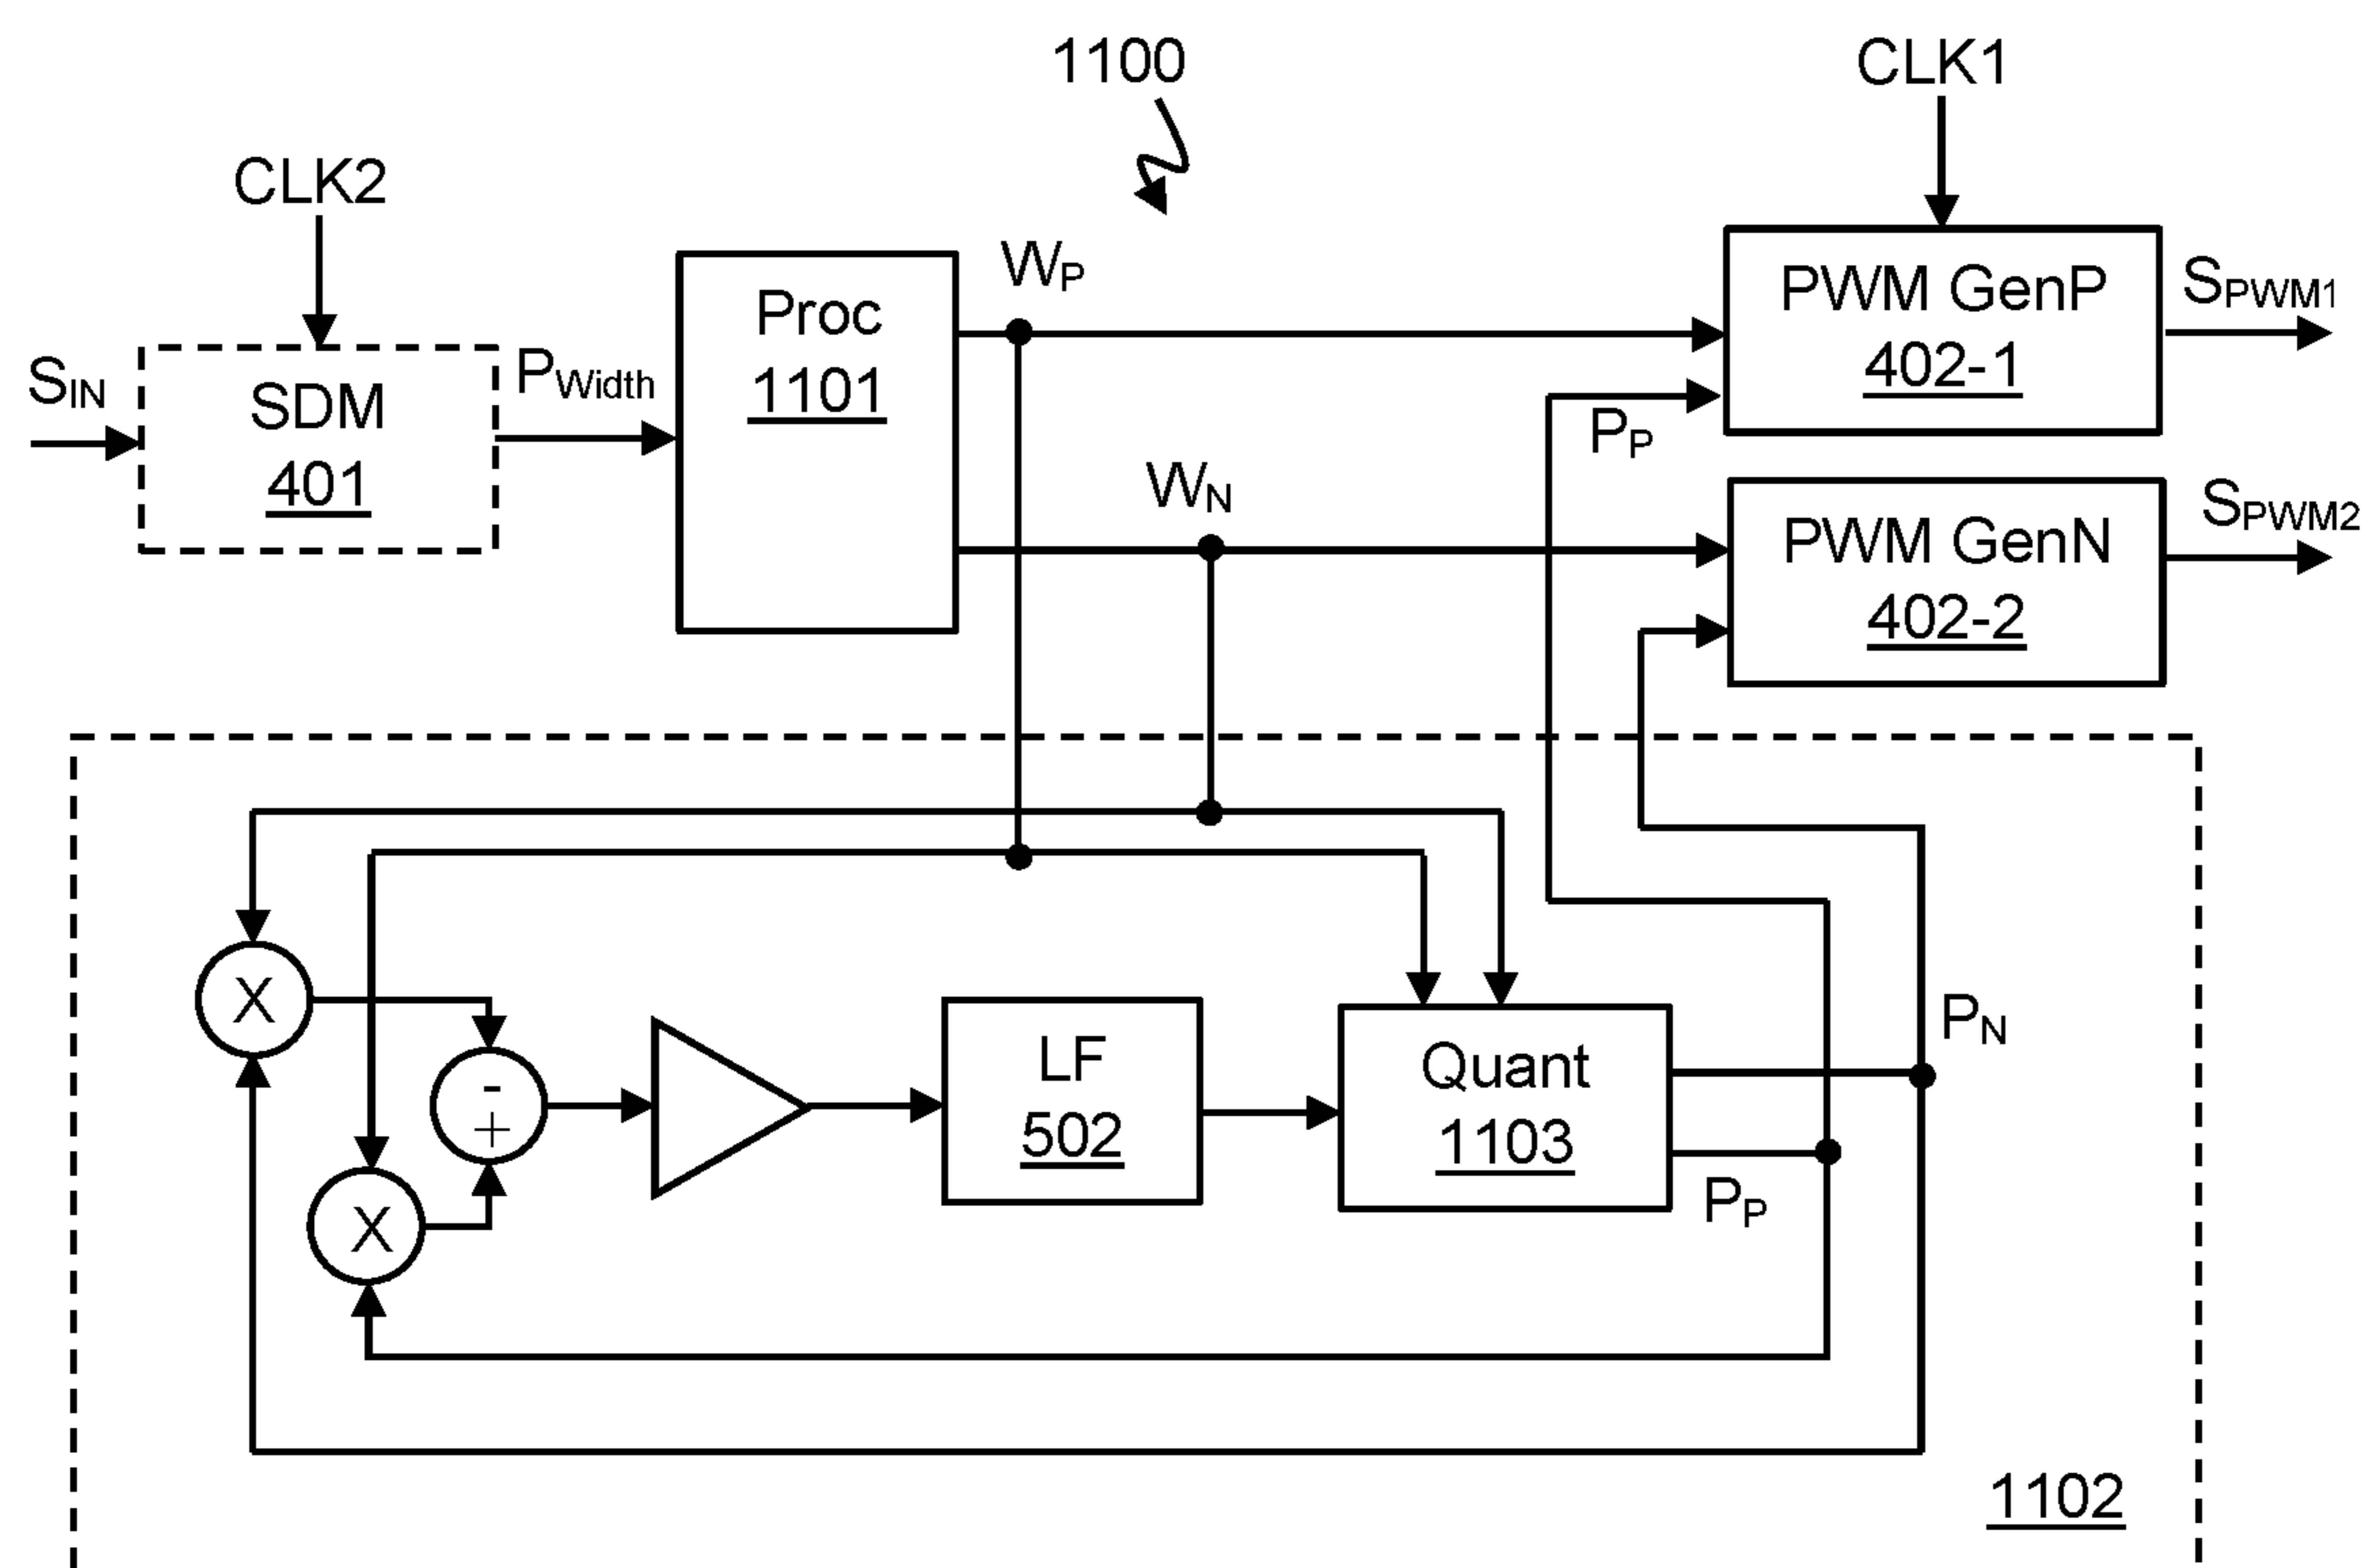 1100
CLK1
CLK2
SIN
SDM
401
PWidth
Proc
1101
WP
WN
PWM GenP
402-1
SPWM1
PP
PWM GenN
402-2
SPWM2
X
X
-
+
LF
502
Quant
1103
PN
PP
1102